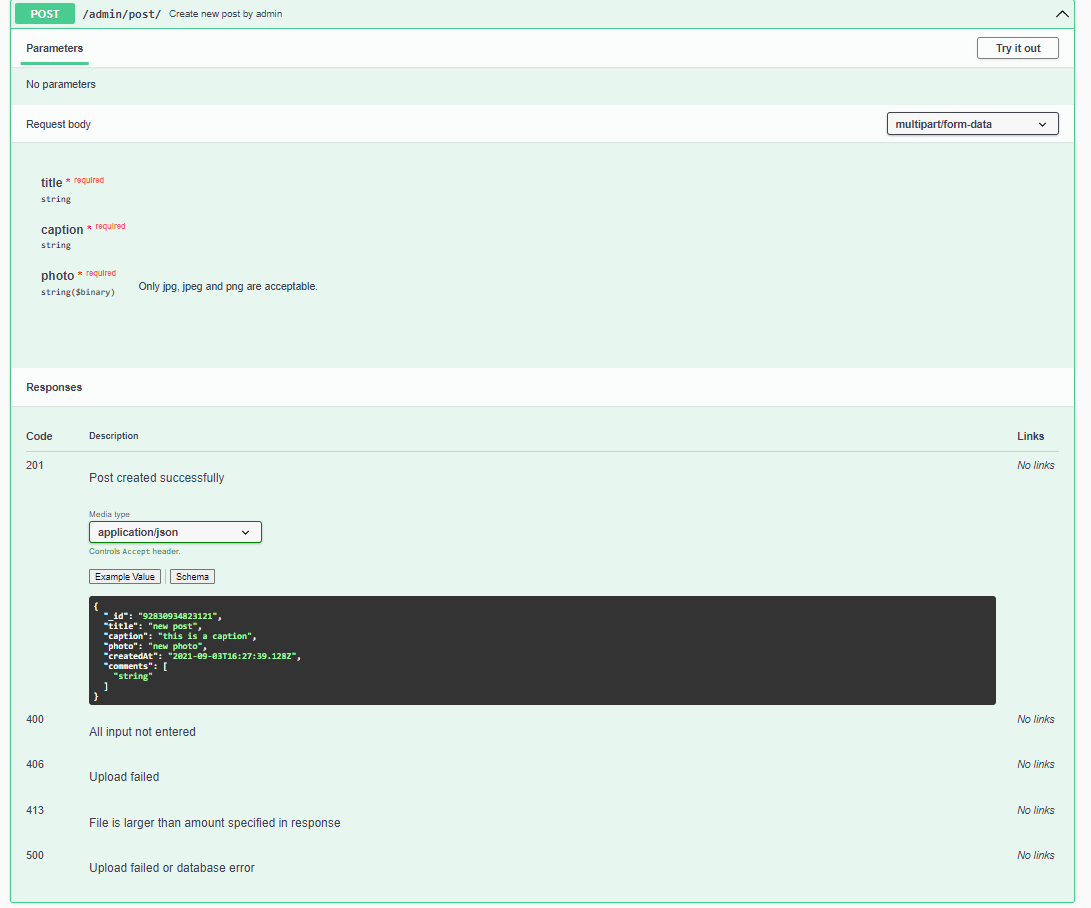 POST /admin/post/ Create new post by admin
Parameters Try it out
No parameters
Request body multipart/form-data
title * required
string
caption * required
string
photo * required
string($binary) Only jpg, jpeg and png are acceptable.
Responses
Code Description Links
201 No links
Post created successfully
Media type
application/json
Controls Accept header.
Example Value Schema
{
  "_id": "92830934823121",
  "title": "new post",
  "caption": "this is a caption",
  "photo": "new photo",
  "createdAt": "2021-09-03T16:27:39.128Z",
  "comments": [
    "string"
  ]
}
400 No links
All input not entered
406 No links
Upload failed
413 No links
File is larger than amount specified in response
500 No links
Upload failed or database error